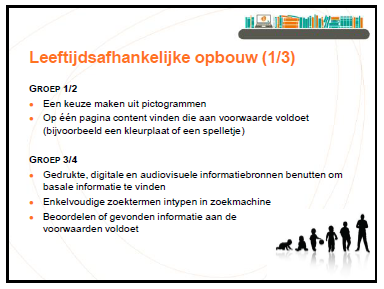 Leeftijdsafhankelijke opbouw (1/3)
GROEP 1/2
• Een keuze maken uit pictogrammen
• Op één pagina content vinden die aan voorwaarde voldoet
(bijvoorbeeld een kleurplaat of een spelletje)
GROEP 3/4
• Gedrukte, digitale en audiovisuele informatiebronnen benutten om
basale informatie te vinden
• Enkelvoudige zoektermen intypen in zoekmachine
• Beoordelen of gevonden informatie aan de
voorwaarden voldoet